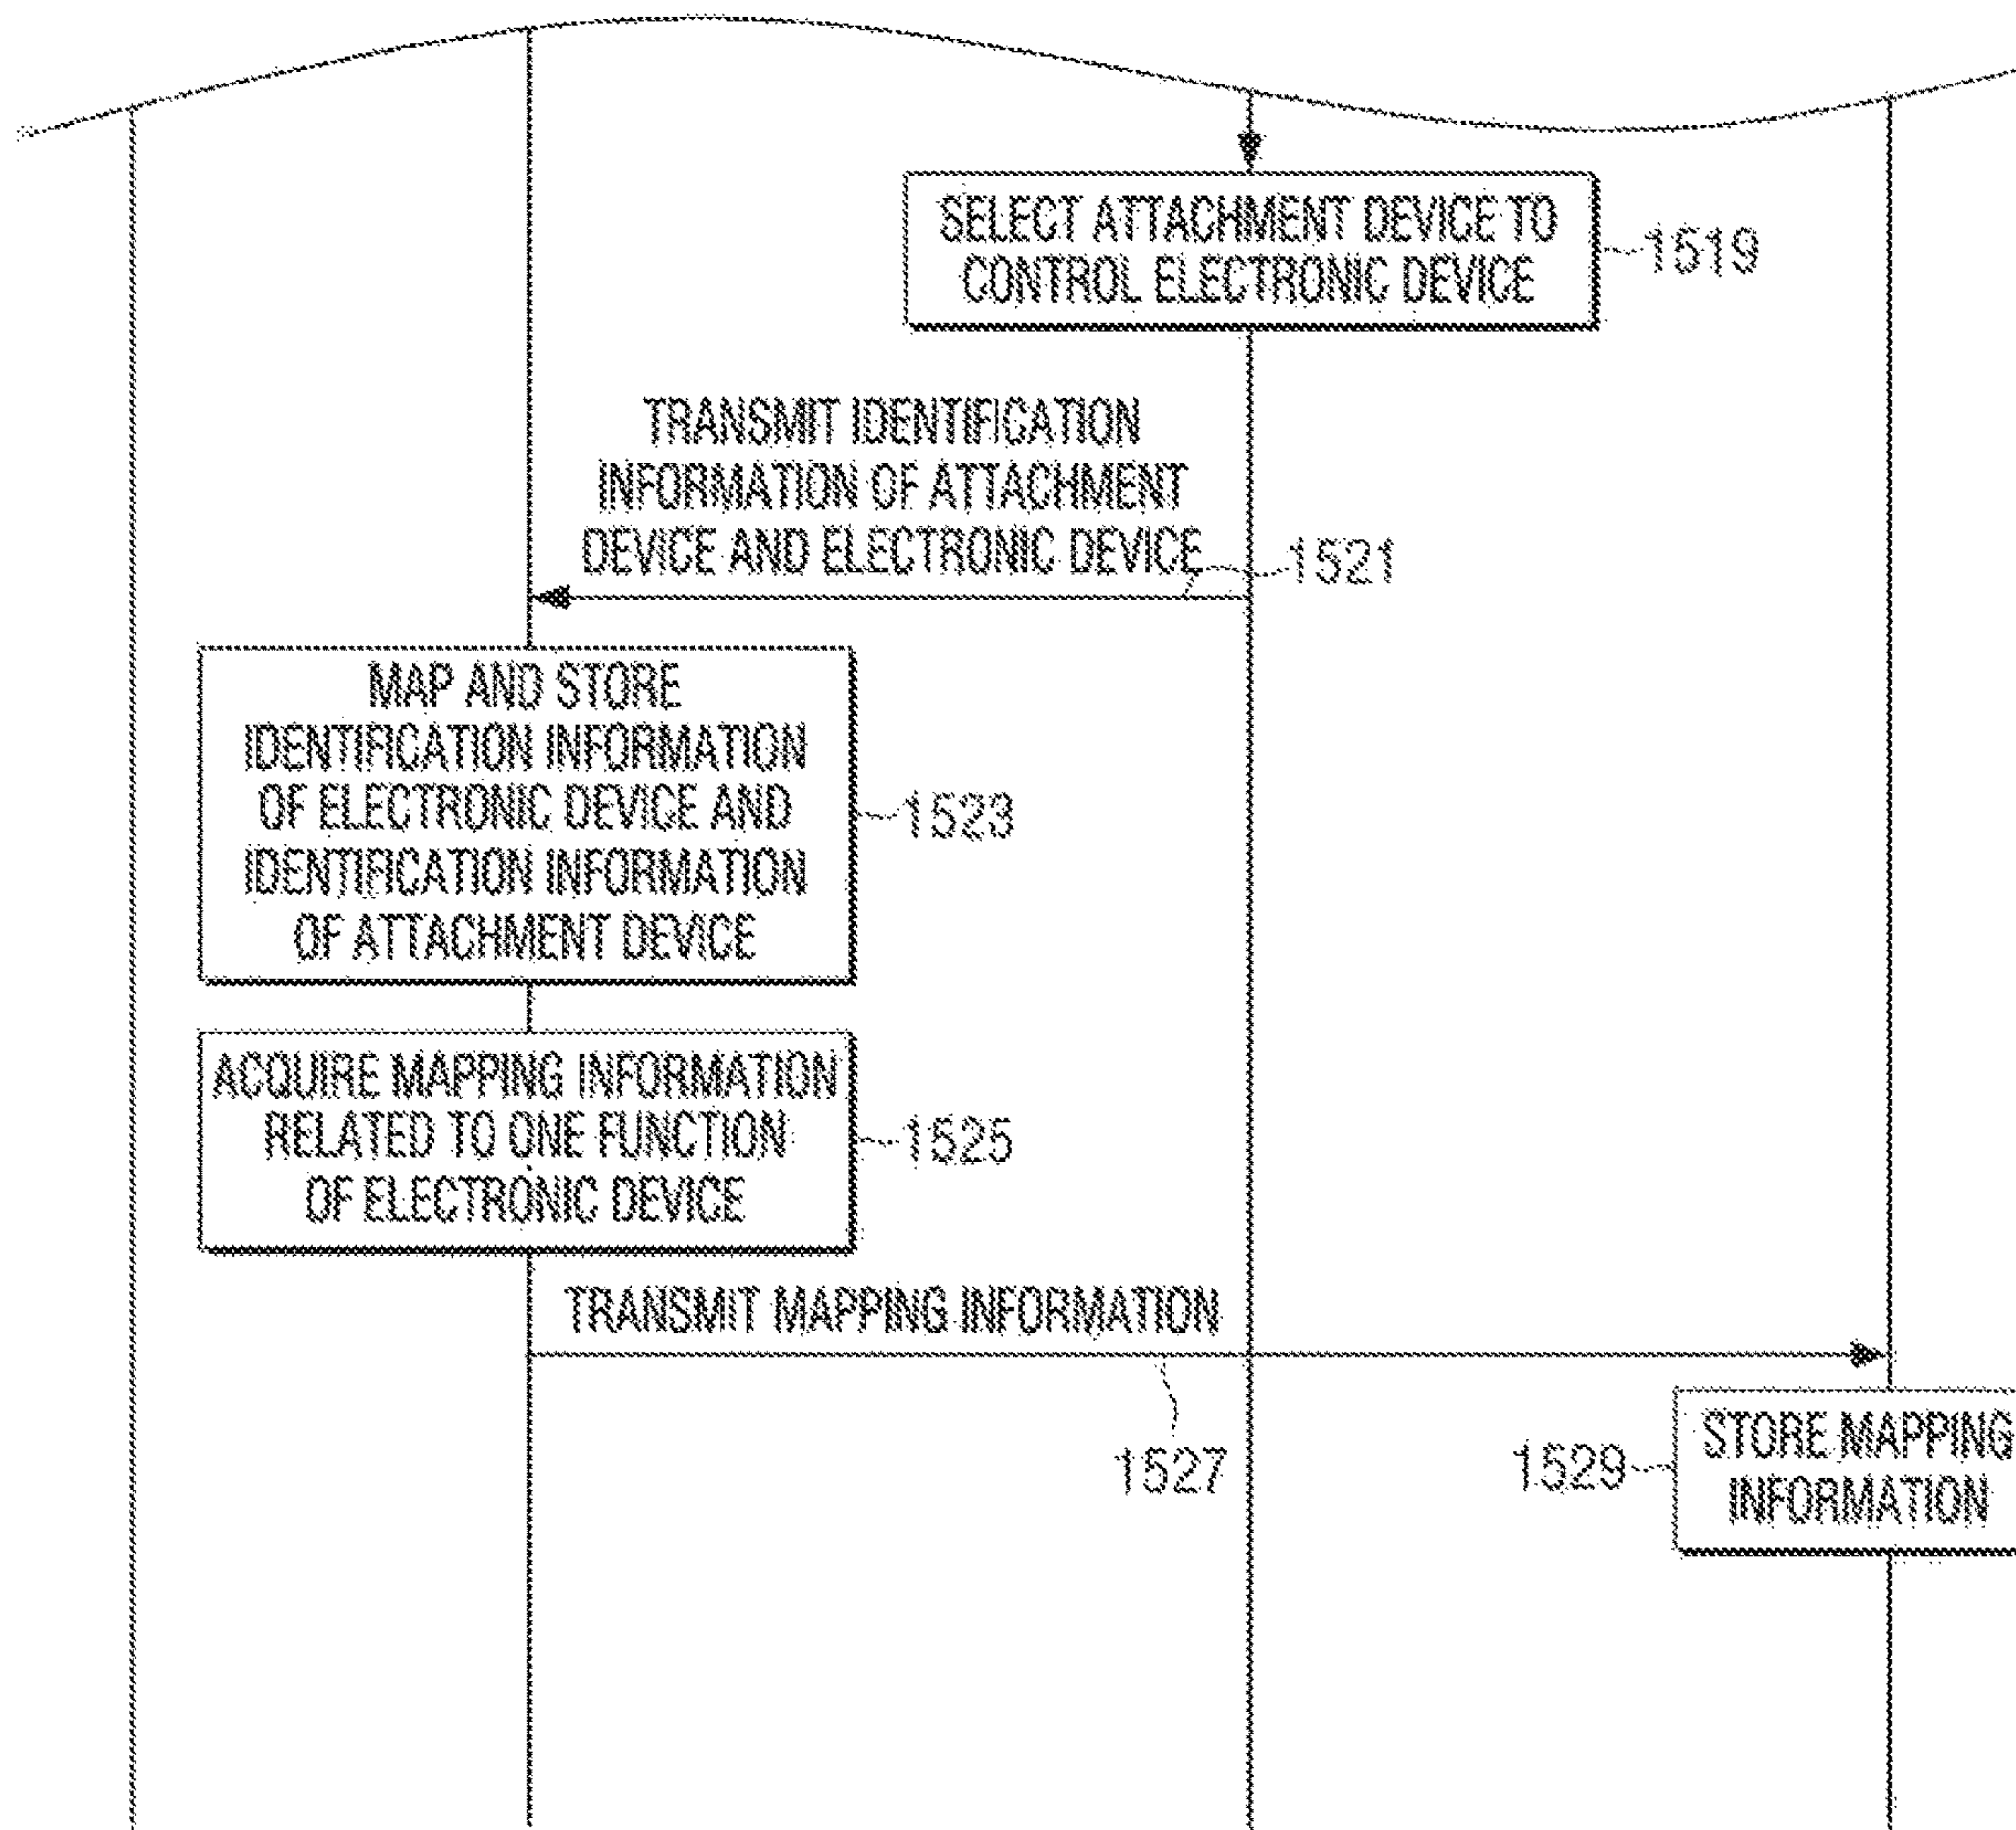 SELECT ATTACHMENT DEVICE TO
CONTROL ELECTRONIC DEVICE
1519
TRANSMIT IDENTIFICATION
INFORMATION OF ATTACHMENT
DEVICE AND ELECTRONIC DEVICE
1521
MAP AND STORE
IDENTIFICATION INFORMATION
OF ELECTRONIC DEVICE AND
IDENTIFICATION INFORMATION
OF ATTACHMENT DEVICE
1523
ACQUIRE MAPPING INFORMATION
RELATED TO ONE FUNCTION
OF ELECTRONIC DEVICE
1525
TRANSMIT MAPPING INFORMATION
1527
1529
STORE MAPPING
INFORMATION